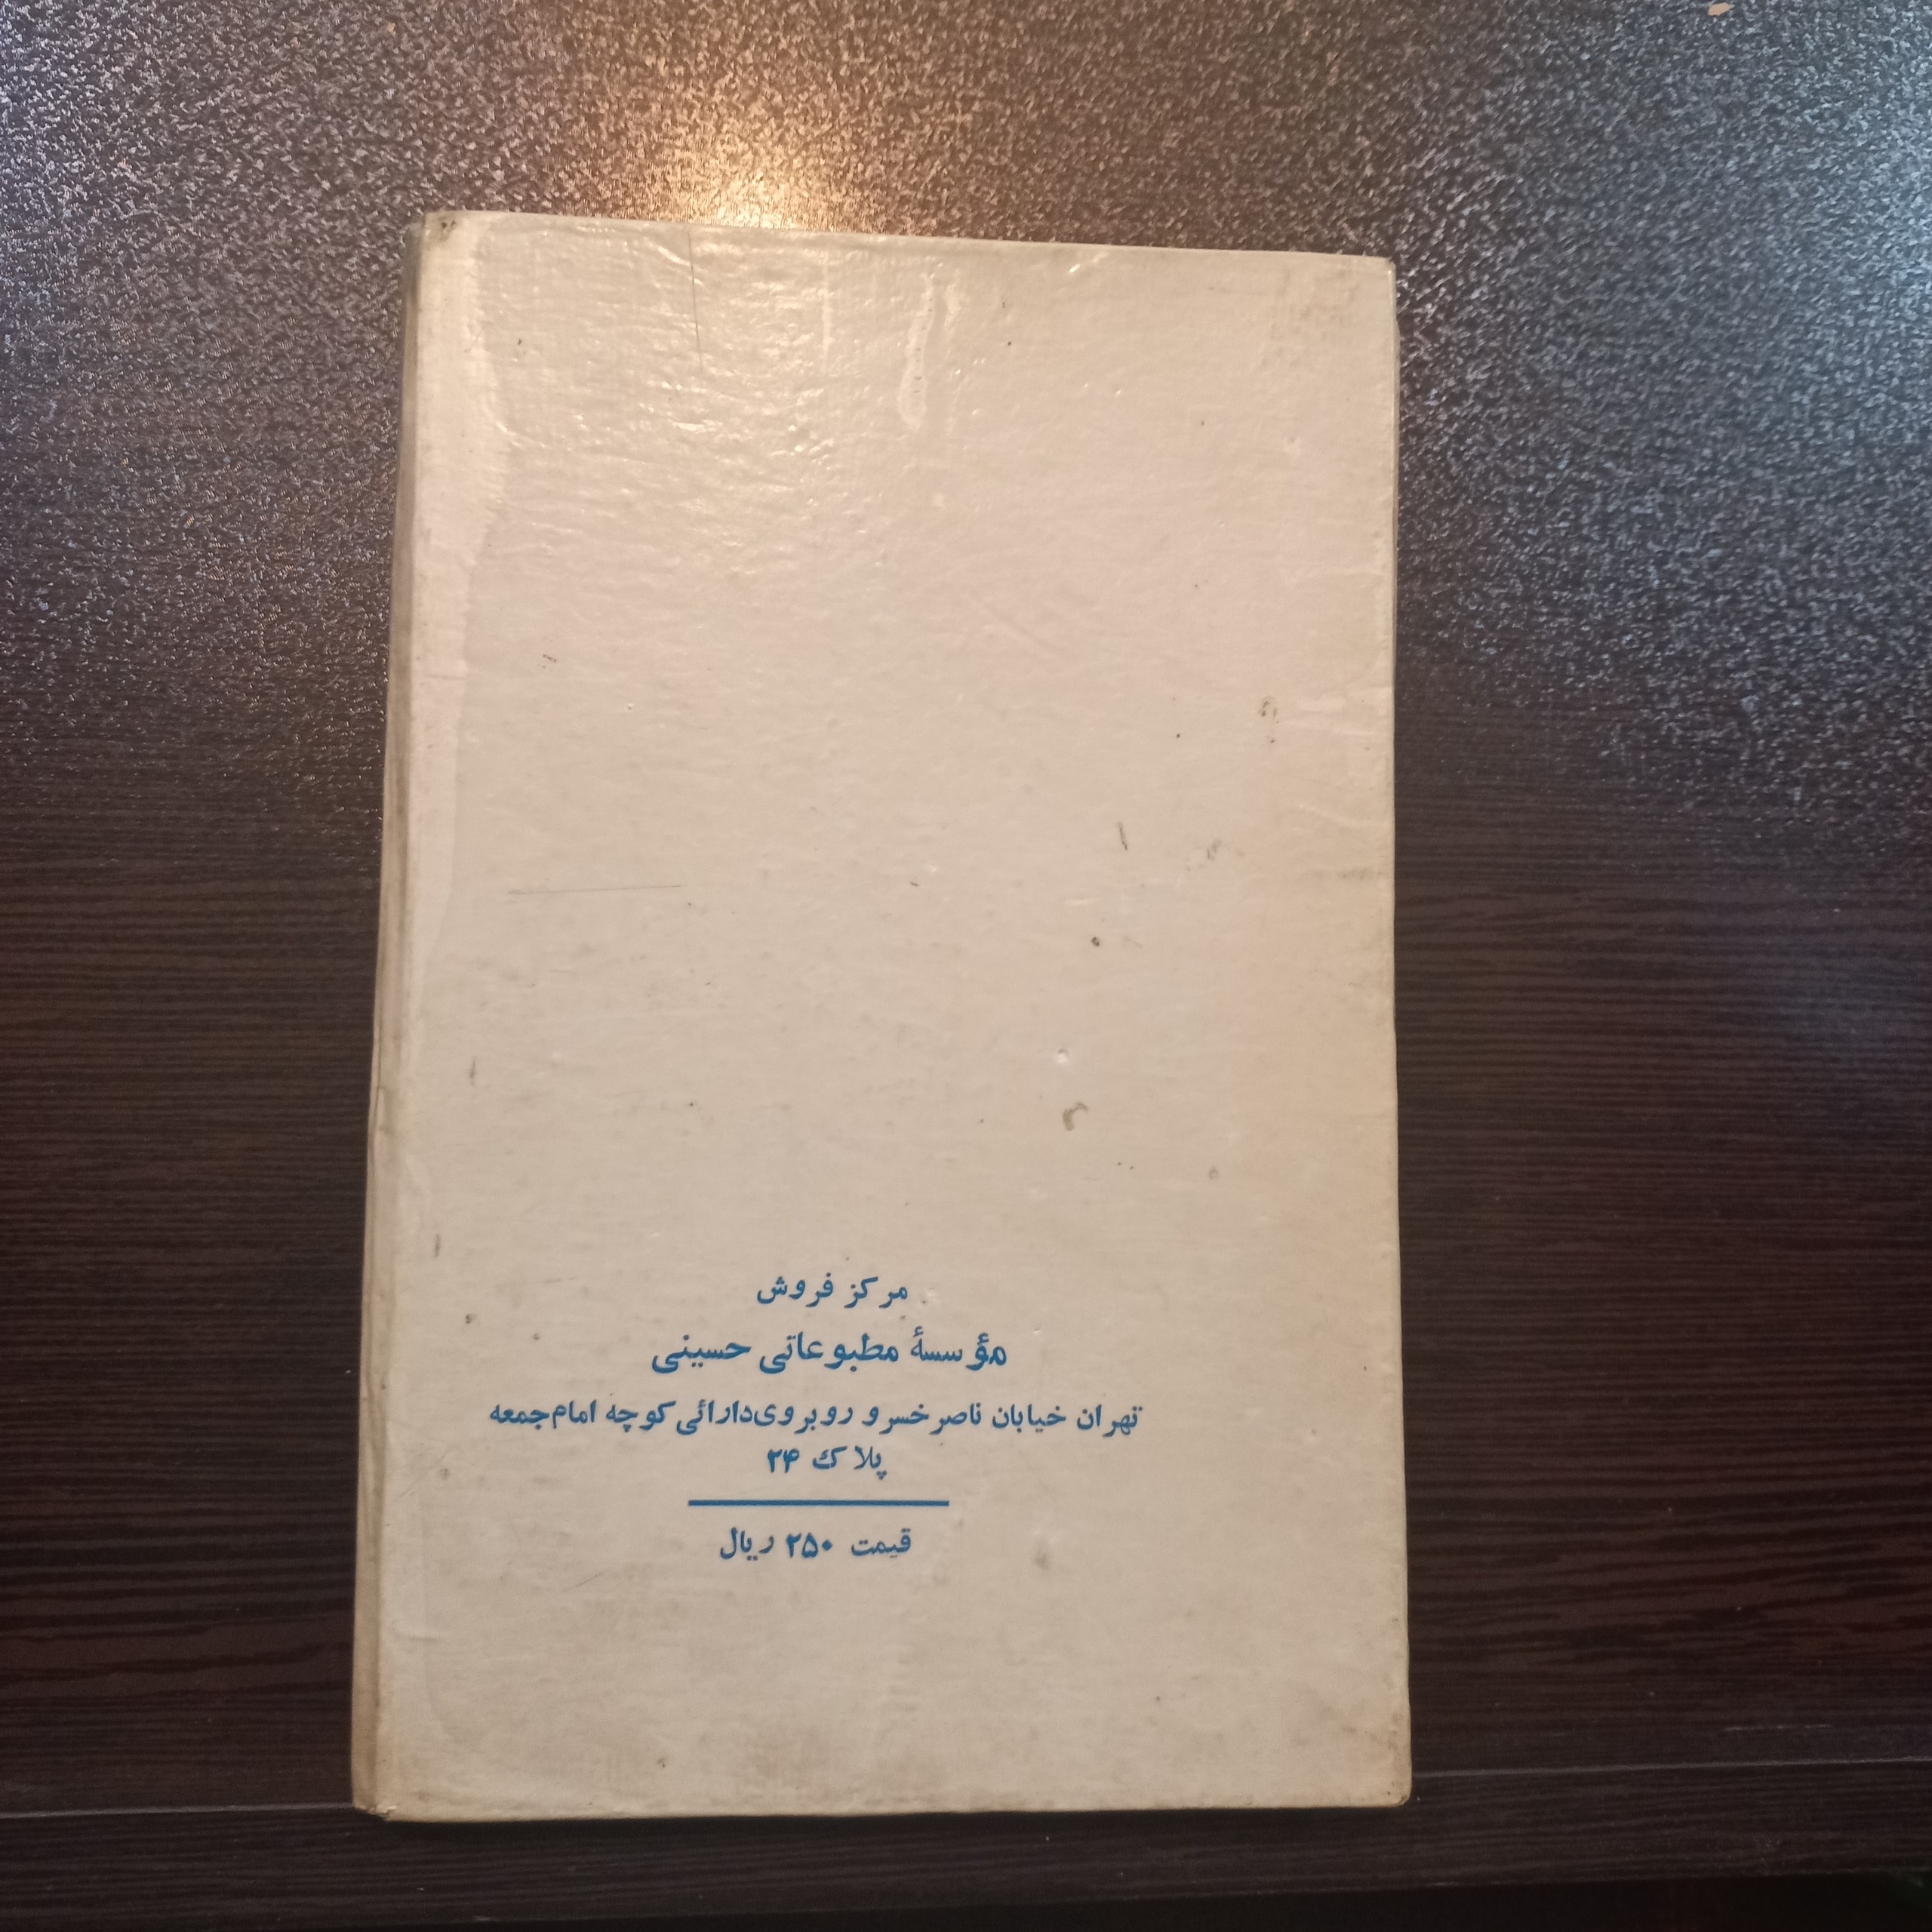 مرکز فروش
مؤسسهٔ مطبوعاتی حسینی
تهران خیابان ناصرخسرو روبروی‌دارائی کوچه امام‌جمعه
پلاک ۲۴
قیمت ۲۵۰ ریال